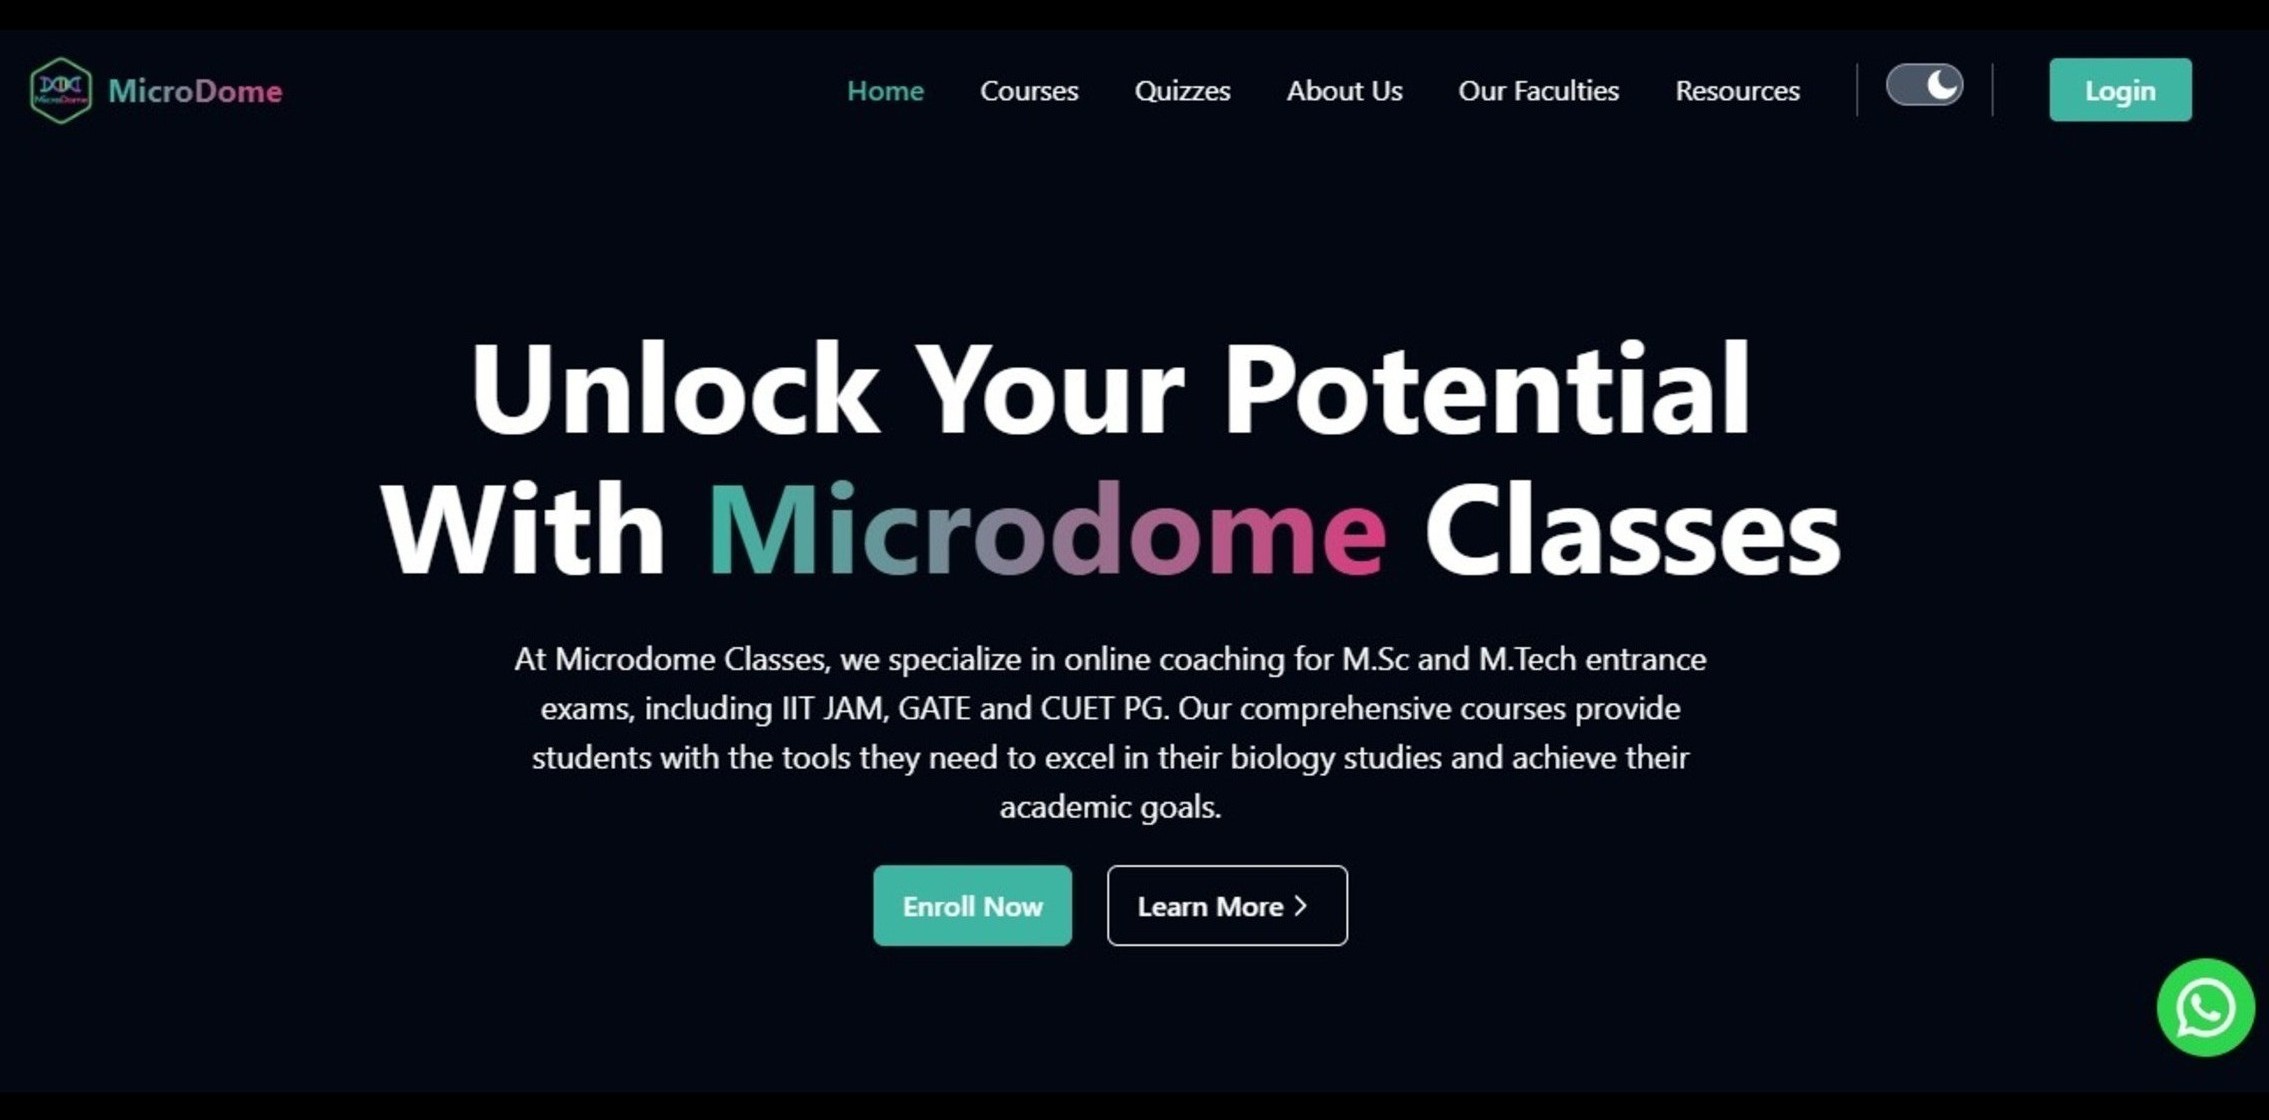 MicroDome
MicroDome
Home
Courses
Quizzes
About Us
Our Faculties
Resources
Login
Unlock Your Potential
With Microdome Classes
At Microdome Classes, we specialize in online coaching for M.Sc and M.Tech entrance
exams, including IIT JAM, GATE and CUET PG. Our comprehensive courses provide
students with the tools they need to excel in their biology studies and achieve their
academic goals.
Enroll Now
Learn More